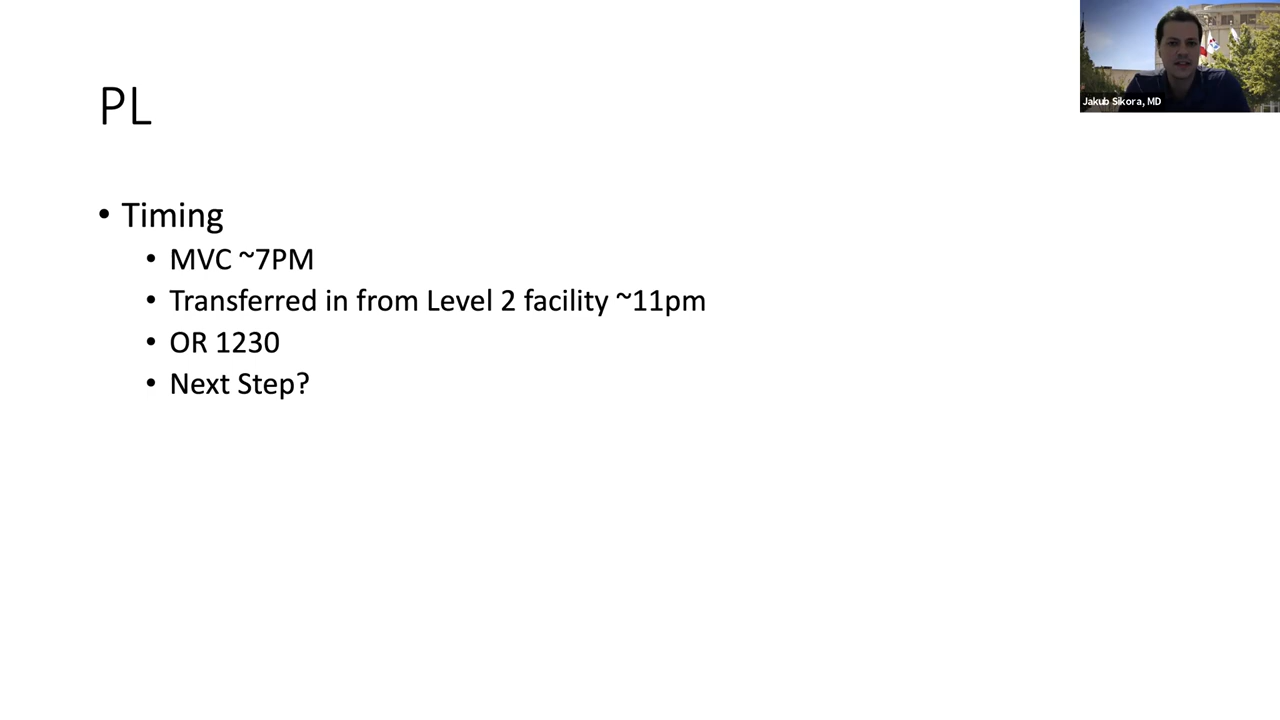 Jakub Sikora, MD
PL
• Timing
• MVC ~7PM
• Transferred in from Level 2 facility ~11pm
• OR 1230
• Next Step?